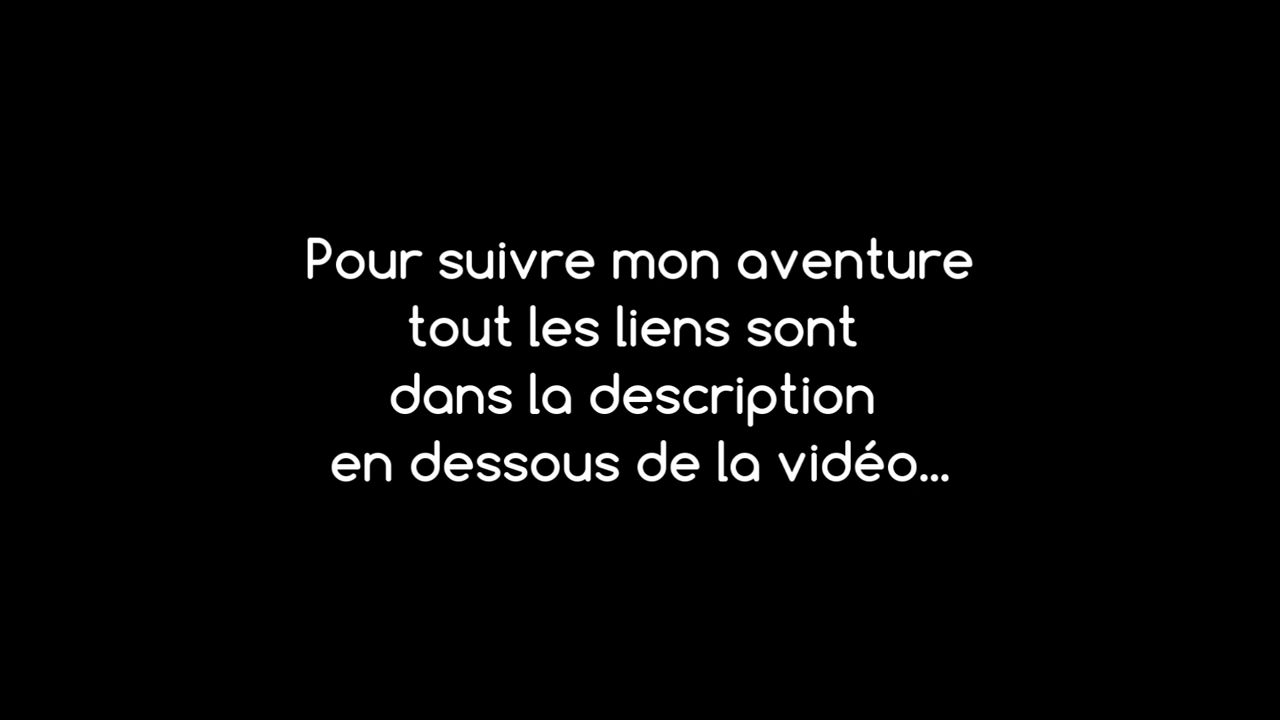 Pour suivre mon aventure
tout les liens sont
dans la description
en dessous de la vidéo...